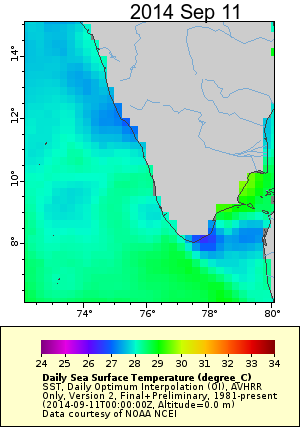 2014 Sep 11
14°
12°
10°
8°
74° 76° 78° 80°
24 25 26 27 28 29 30 31 32 33 34
Daily Sea Surface Temperature (degree_C)
SST, Daily Optimum Interpolation (OI), AVHRR
Only, Version 2, Final+Preliminary, 1981-present
(2014-09-11T00:00:00Z, Altitude=0.0 m)
Data courtesy of NOAA NCEI